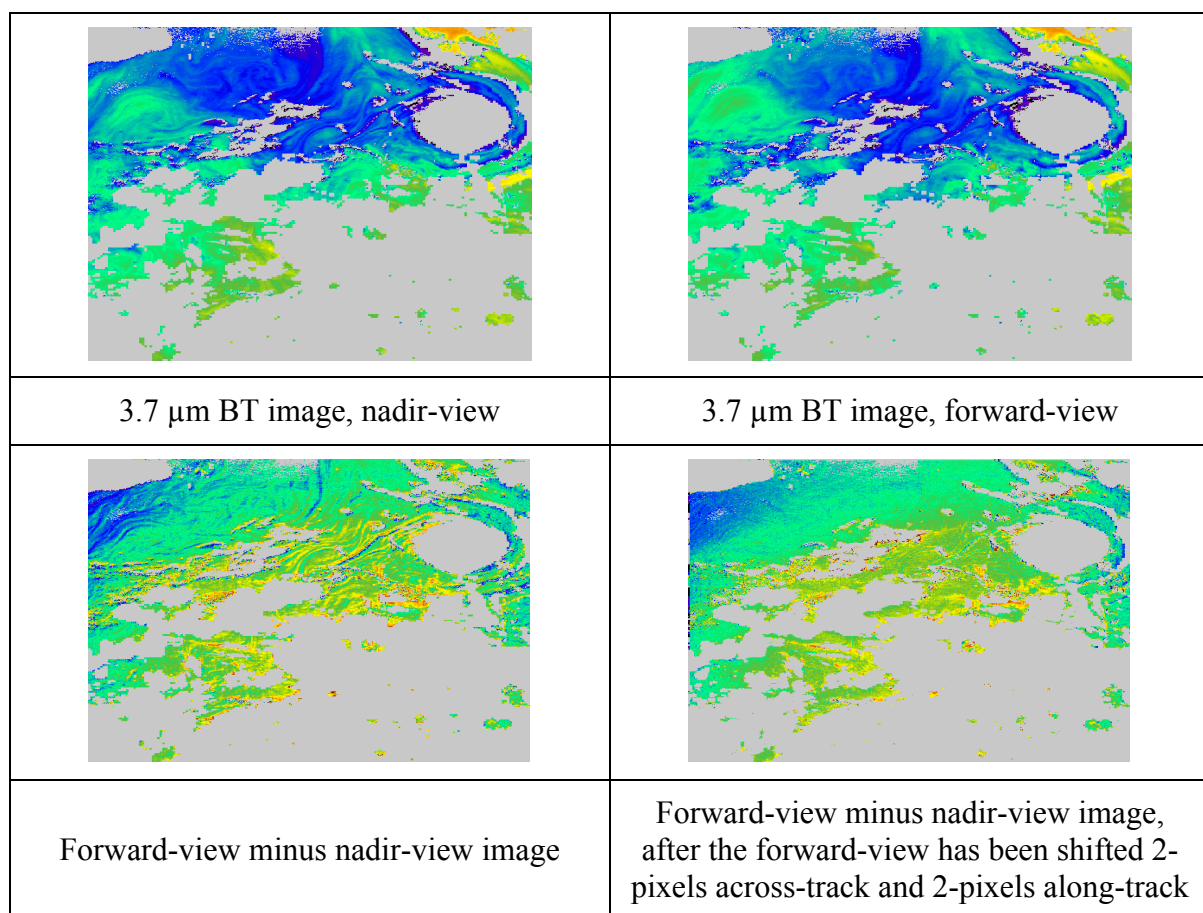 3.7 µm BT image, nadir-view
3.7 µm BT image, forward-view
Forward-view minus nadir-view image
Forward-view minus nadir-view image,
after the forward-view has been shifted 2-
pixels across-track and 2-pixels along-track